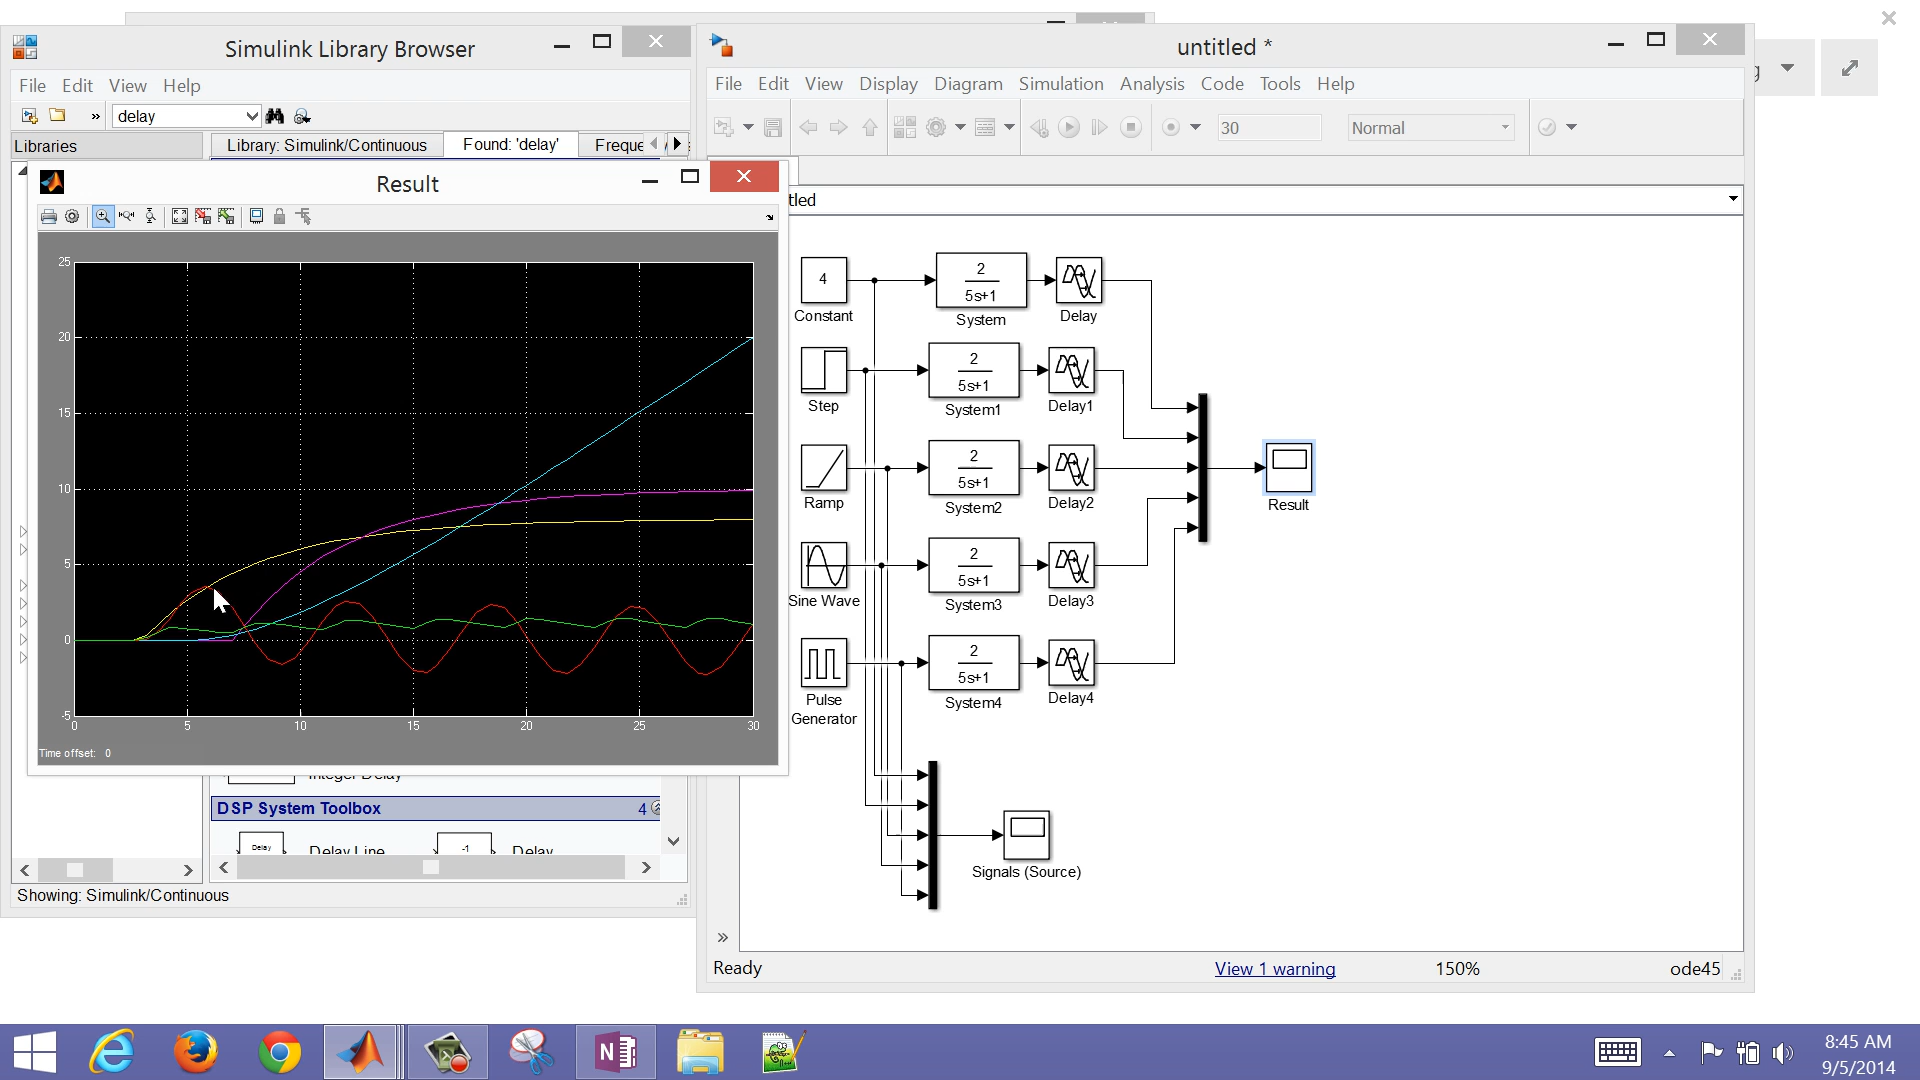 Simulink Library Browser
File Edit View Help
delay
Libraries
Library: Simulink/Continuous
Found: 'delay'
Freque
Result
25
20
15
10
5
0
-5
0 5 10 15 20 25 30
Time offset: 0
Integer Delay
DSP System Toolbox 4
Delay
Delay Line
-1
Delay
Showing: Simulink/Continuous
untitled *
File Edit View Display Diagram Simulation Analysis Code Tools Help
30
Normal
tled
4
Constant
2
5s+1
System
Delay
Step
2
5s+1
System1
Delay1
Ramp
2
5s+1
System2
Delay2
Sine Wave
2
5s+1
System3
Delay3
Pulse
Generator
2
5s+1
System4
Delay4
Result
Signals (Source)
Ready
View 1 warning
150%
ode45
8:45 AM
9/5/2014